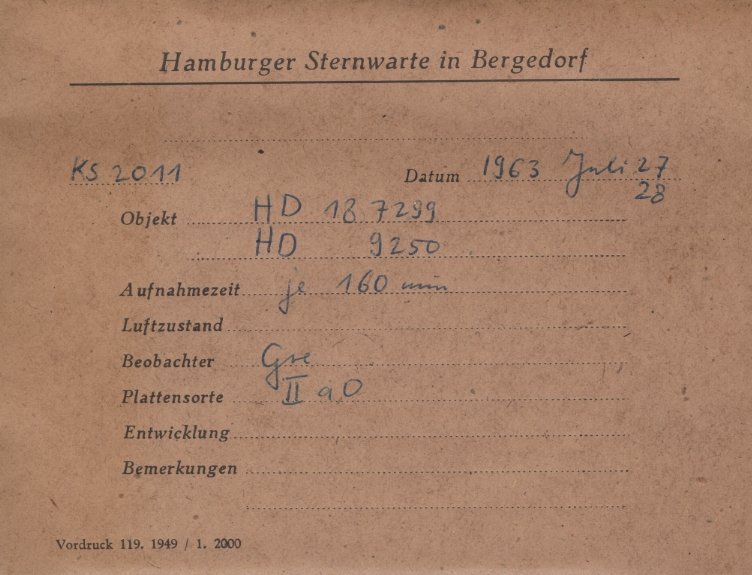 Hamburger Sternwarte in Bergedorf
KS 2011 Datum 1963 Juli 27
28
Objekt HD 187299
HD 9250
Aufnahmezeit je 160 min
Luftzustand
Beobachter Gre
Plattensorte II a O
Entwicklung
Bemerkungen
Vordruck 119. 1949 / 1. 2000